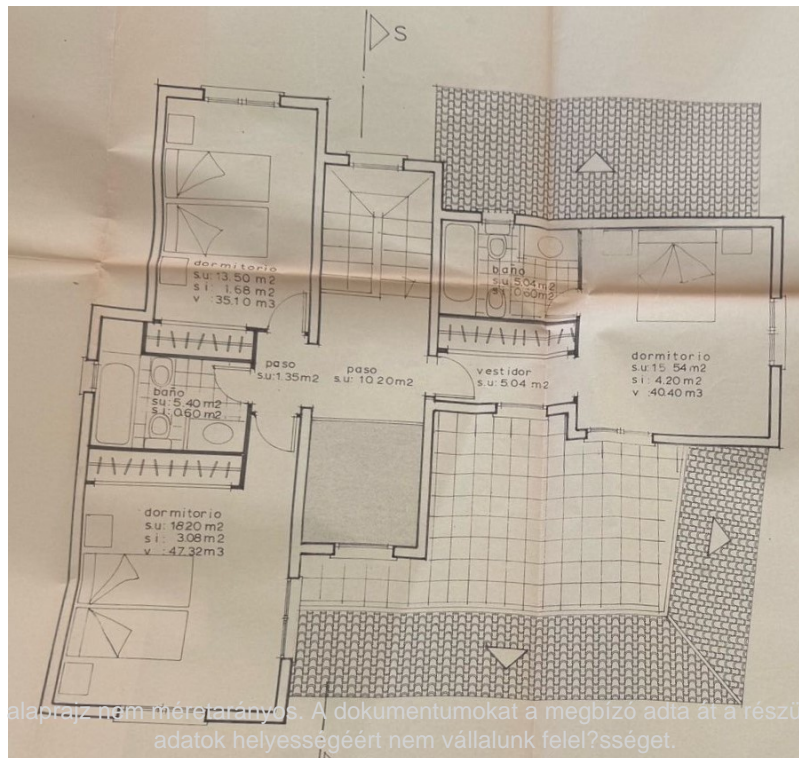 S
dormitorio
s.u: 13.50 m2
s i : 1.68 m2
v : 35.10 m3
baño
s.u: 5.04 m2
s i : 0.60 m2
dormitorio
s.u: 15.54 m2
s i : 4.20 m2
v : 40.40 m3
paso
s.u: 1.35 m2
paso
s.u: 10.20 m2
vestidor
s.u: 5.04 m2
baño
s.u: 5.40 m2
s i : 0.60 m2
dormitorio
s.u: 18.20 m2
s i : 3.08 m2
v : 47.32 m3
alaprajz nem méretarányos. A dokumentumokat a megbízó adta át a
adatok helyességéért nem vállalunk felel?sséget.